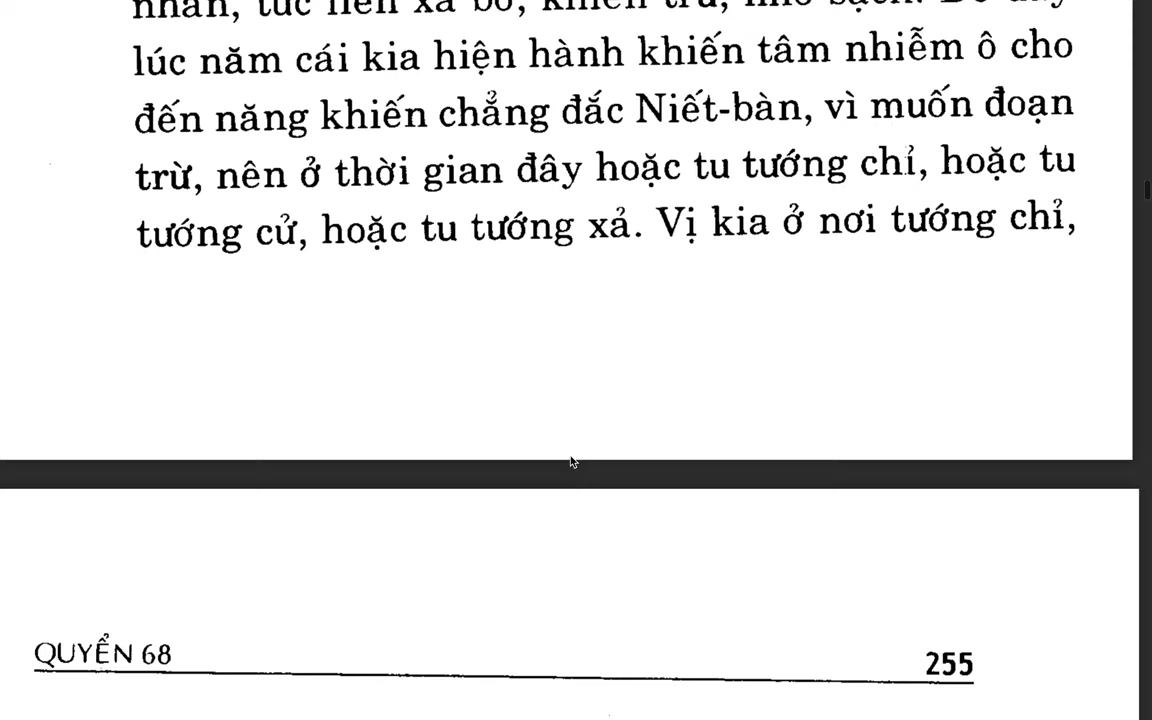 lúc năm cái kia hiện hành khiến tâm nhiễm ô cho
đến năng khiến chẳng đắc Niết-bàn, vì muốn đoạn
trừ, nên ở thời gian đây hoặc tu tướng chỉ, hoặc tu
tướng cử, hoặc tu tướng xả. Vị kia ở nơi tướng chỉ,
QUYỂN 68
255